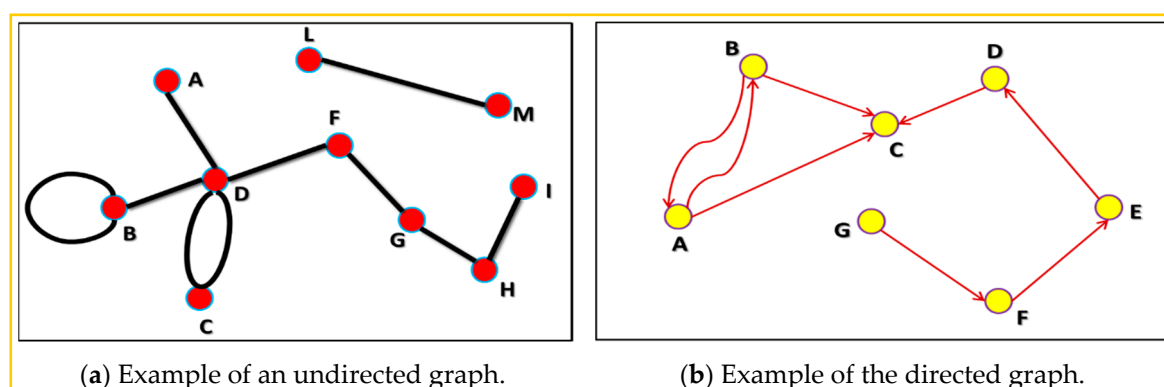 L
A
M
F
D
I
B
G
H
C
(a) Example of an undirected graph.
B
D
C
A
G
E
F
(b) Example of the directed graph.